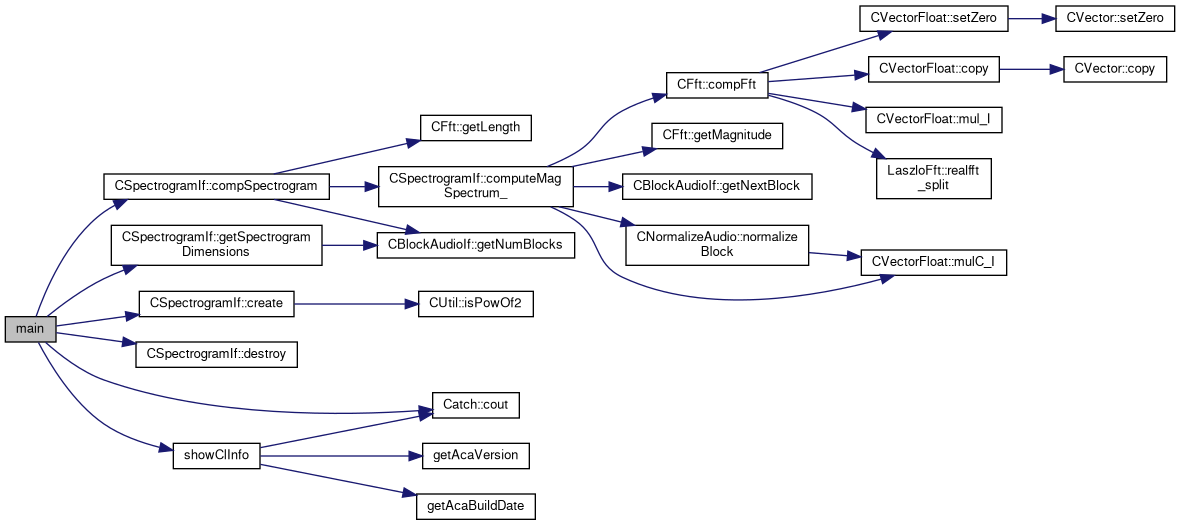 CVectorFloat::setZero
CVector::setZero
CFft::compFft
CVectorFloat::copy
CVector::copy
CVectorFloat::mul_I
CFft::getLength
CFft::getMagnitude
LaszloFft::realfft
_split
CSpectrogramIf::compSpectrogram
CSpectrogramIf::computeMag
Spectrum_
CBlockAudioIf::getNextBlock
CSpectrogramIf::getSpectrogram
Dimensions
CBlockAudioIf::getNumBlocks
CNormalizeAudio::normalize
Block
CVectorFloat::mulC_I
CSpectrogramIf::create
CUtil::isPowOf2
main
CSpectrogramIf::destroy
Catch::cout
showClInfo
getAcaVersion
getAcaBuildDate